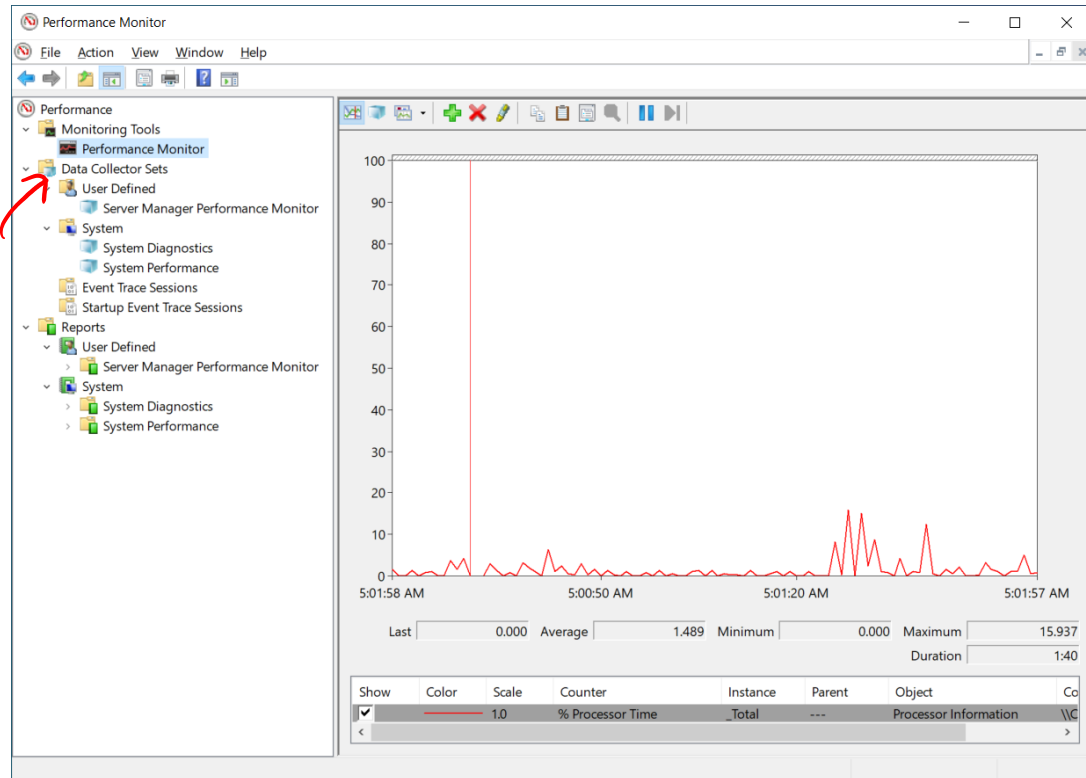 Performance Monitor
File Action View Window Help
Performance
Monitoring Tools
Performance Monitor
Data Collector Sets
User Defined
Server Manager Performance Monitor
System
System Diagnostics
System Performance
Event Trace Sessions
Startup Event Trace Sessions
Reports
User Defined
Server Manager Performance Monitor
System
System Diagnostics
System Performance
100
90
80
70
60
50
40
30
20
10
0
5:01:58 AM 5:00:50 AM 5:01:20 AM 5:01:57 AM
Last 0.000 Average 1.489 Minimum 0.000 Maximum 15.937
Duration 1:40
Show Color Scale Counter Instance Parent Object Co
1.0 % Processor Time _Total --- Processor Information \\C